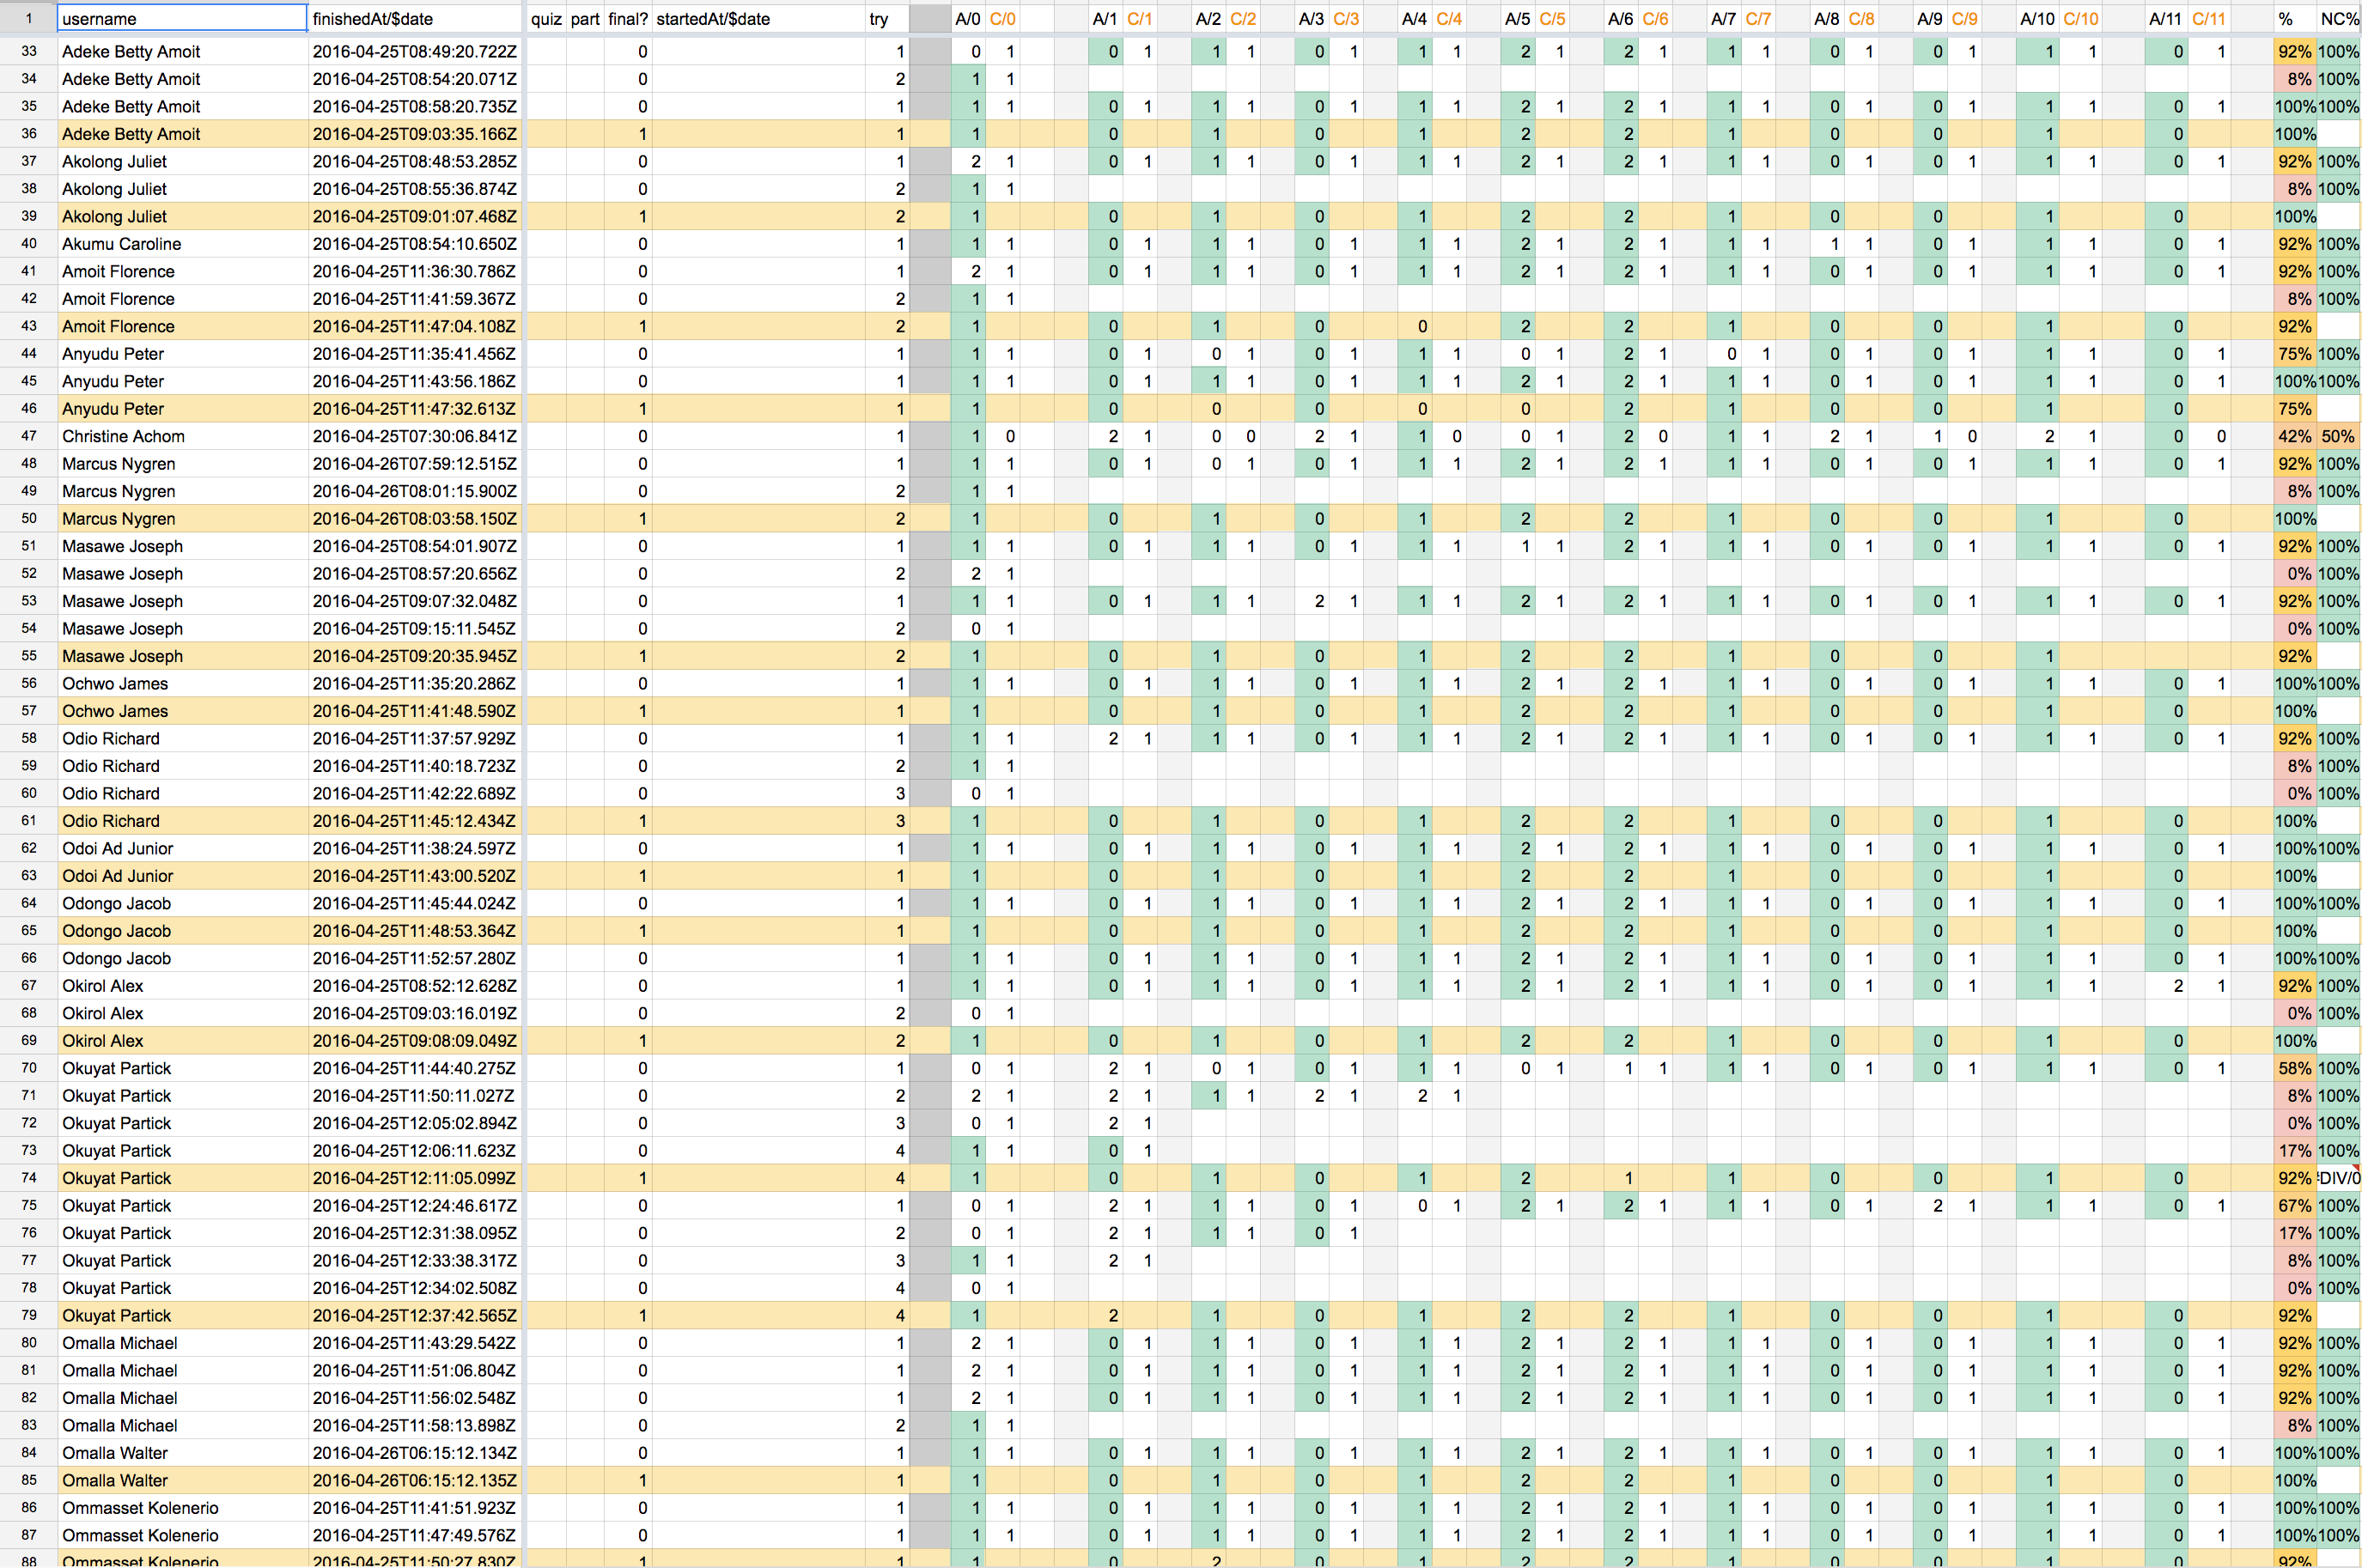 1 username finishedAt/$date quiz part final? startedAt/$date try A/0 C/0 A/1 C/1 A/2 C/2 A/3 C/3 A/4 C/4 A/5 C/5 A/6 C/6 A/7 C/7 A/8 C/8 A/9 C/9 A/10 C/10 A/11 C/11 % NC%
33 Adeke Betty Amoit 2016-04-25T08:49:20.722Z 0 1 0 1 0 1 1 1 0 1 1 1 2 1 2 1 1 1 0 1 0 1 1 1 0 1 92% 100%
34 Adeke Betty Amoit 2016-04-25T08:54:20.071Z 0 2 1 1 8% 100%
35 Adeke Betty Amoit 2016-04-25T08:58:20.735Z 0 1 1 1 0 1 1 1 0 1 1 1 2 1 2 1 1 1 0 1 0 1 1 1 0 1 100% 100%
36 Adeke Betty Amoit 2016-04-25T09:03:35.166Z 1 1 1 0 1 0 1 2 2 1 0 0 1 0 100%
37 Akolong Juliet 2016-04-25T08:48:53.285Z 0 1 2 1 0 1 1 1 0 1 1 1 2 1 2 1 1 1 0 1 0 1 1 1 0 1 92% 100%
38 Akolong Juliet 2016-04-25T08:55:36.874Z 0 2 1 1 8% 100%
39 Akolong Juliet 2016-04-25T09:01:07.468Z 1 2 1 0 1 0 1 2 2 1 0 0 1 0 100%
40 Akumu Caroline 2016-04-25T08:54:10.650Z 0 1 1 1 0 1 1 1 0 1 1 1 2 1 2 1 1 1 1 1 0 1 1 1 0 1 92% 100%
41 Amoit Florence 2016-04-25T11:36:30.786Z 0 1 2 1 0 1 1 1 0 1 1 1 2 1 2 1 1 1 0 1 0 1 1 1 0 1 92% 100%
42 Amoit Florence 2016-04-25T11:41:59.367Z 0 2 1 1 8% 100%
43 Amoit Florence 2016-04-25T11:47:04.108Z 1 2 1 0 1 0 0 2 2 1 0 0 1 0 92%
44 Anyudu Peter 2016-04-25T11:35:41.456Z 0 1 1 1 0 1 0 1 0 1 1 1 0 1 2 1 0 1 0 1 0 1 1 1 0 1 75% 100%
45 Anyudu Peter 2016-04-25T11:43:56.186Z 0 1 1 1 0 1 1 1 0 1 1 1 2 1 2 1 1 1 0 1 0 1 1 1 0 1 100% 100%
46 Anyudu Peter 2016-04-25T11:47:32.613Z 1 1 1 0 0 0 0 0 2 1 0 0 1 0 75%
47 Christine Achom 2016-04-26T07:30:06.841Z 0 1 1 0 2 1 0 0 2 1 1 0 0 1 2 0 1 1 2 1 1 0 2 1 0 0 42% 50%
48 Marcus Nygren 2016-04-26T07:59:12.515Z 0 1 1 1 0 1 0 1 0 1 1 1 2 1 2 1 1 1 0 1 0 1 1 1 0 1 92% 100%
49 Marcus Nygren 2016-04-26T08:01:15.900Z 0 2 1 1 8% 100%
50 Marcus Nygren 2016-04-26T08:03:58.150Z 1 2 1 0 1 0 1 2 2 1 0 0 1 0 100%
51 Masawe Joseph 2016-04-25T08:54:01.907Z 0 1 1 1 0 1 1 1 0 1 1 1 1 1 2 1 1 1 0 1 0 1 1 1 0 1 92% 100%
52 Masawe Joseph 2016-04-25T08:57:20.656Z 0 2 2 1 0% 100%
53 Masawe Joseph 2016-04-25T09:07:32.048Z 0 1 1 1 0 1 1 1 2 1 1 1 2 1 2 1 1 1 0 1 0 1 1 1 0 1 92% 100%
54 Masawe Joseph 2016-04-25T09:15:11.545Z 0 2 0 1 0% 100%
55 Masawe Joseph 2016-04-25T09:20:35.945Z 1 2 1 0 1 0 1 2 2 1 0 0 1 92%
56 Ochwo James 2016-04-25T11:35:20.286Z 0 1 1 1 0 1 1 1 0 1 1 1 2 1 2 1 1 1 0 1 0 1 1 1 0 1 100% 100%
57 Ochwo James 2016-04-25T11:41:48.590Z 1 1 1 0 1 0 1 2 2 1 0 0 1 0 100%
58 Odio Richard 2016-04-25T11:37:57.929Z 0 1 1 1 2 1 1 1 0 1 1 1 2 1 2 1 1 1 0 1 0 1 1 1 0 1 92% 100%
59 Odio Richard 2016-04-25T11:40:18.723Z 0 2 1 1 8% 100%
60 Odio Richard 2016-04-25T11:42:22.689Z 0 3 0 1 0% 100%
61 Odio Richard 2016-04-25T11:45:12.434Z 1 3 1 0 1 0 1 2 2 1 0 0 1 0 100%
62 Odoi Ad Junior 2016-04-25T11:38:24.597Z 0 1 1 1 0 1 1 1 0 1 1 1 2 1 2 1 1 1 0 1 0 1 1 1 0 1 100% 100%
63 Odoi Ad Junior 2016-04-25T11:43:00.520Z 1 1 1 0 1 0 1 2 2 1 0 0 1 0 100%
64 Odongo Jacob 2016-04-25T11:45:44.024Z 0 1 1 1 0 1 1 1 0 1 1 1 2 1 2 1 1 1 0 1 0 1 1 1 0 1 100% 100%
65 Odongo Jacob 2016-04-25T11:48:53.364Z 1 1 1 0 1 0 1 2 2 1 0 0 1 0 100%
66 Odongo Jacob 2016-04-25T11:52:57.280Z 0 1 1 1 0 1 1 1 0 1 1 1 2 1 2 1 1 1 0 1 0 1 1 1 0 1 100% 100%
67 Okirol Alex 2016-04-25T08:52:12.628Z 0 1 1 1 0 1 1 1 0 1 1 1 2 1 2 1 1 1 0 1 0 1 1 1 2 1 92% 100%
68 Okirol Alex 2016-04-25T09:03:16.019Z 0 2 0 1 0% 100%
69 Okirol Alex 2016-04-25T09:08:09.049Z 1 2 1 0 1 0 1 2 2 1 0 0 1 0 100%
70 Okuyat Partick 2016-04-25T11:44:40.275Z 0 1 0 1 2 1 0 1 0 1 1 1 0 1 1 1 1 1 0 1 0 1 1 1 0 1 58% 100%
71 Okuyat Partick 2016-04-25T11:50:11.027Z 0 2 2 1 2 1 1 1 2 1 2 1 8% 100%
72 Okuyat Partick 2016-04-25T12:05:02.894Z 0 3 0 1 2 1 0% 100%
73 Okuyat Partick 2016-04-25T12:06:11.623Z 0 4 1 1 0 1 17% 100%
74 Okuyat Partick 2016-04-25T12:11:05.099Z 1 4 1 0 1 0 1 2 1 1 0 0 1 0 92% DIV/0
75 Okuyat Partick 2016-04-25T12:24:46.617Z 0 1 0 1 2 1 1 1 0 1 0 1 2 1 2 1 1 1 0 1 2 1 1 1 0 1 67% 100%
76 Okuyat Partick 2016-04-25T12:31:38.095Z 0 2 0 1 2 1 1 1 0 1 17% 100%
77 Okuyat Partick 2016-04-25T12:33:38.317Z 0 3 1 1 2 1 8% 100%
78 Okuyat Partick 2016-04-25T12:34:02.508Z 0 4 0 1 0% 100%
79 Okuyat Partick 2016-04-25T12:37:42.565Z 1 4 1 2 1 0 1 2 2 1 0 0 1 0 92%
80 Omalla Michael 2016-04-25T11:43:29.542Z 0 1 2 1 0 1 1 1 0 1 1 1 2 1 2 1 1 1 0 1 0 1 1 1 0 1 92% 100%
81 Omalla Michael 2016-04-25T11:51:06.804Z 0 1 2 1 0 1 1 1 0 1 1 1 2 1 2 1 1 1 0 1 0 1 1 1 0 1 92% 100%
82 Omalla Michael 2016-04-25T11:56:02.548Z 0 1 2 1 0 1 1 1 0 1 1 1 2 1 2 1 1 1 0 1 0 1 1 1 0 1 92% 100%
83 Omalla Michael 2016-04-25T11:58:13.898Z 0 2 1 1 8% 100%
84 Omalla Walter 2016-04-26T06:15:12.134Z 0 1 1 1 0 1 1 1 0 1 1 1 2 1 2 1 1 1 0 1 0 1 1 1 0 1 100% 100%
85 Omalla Walter 2016-04-26T06:15:12.135Z 1 1 1 0 1 0 1 2 2 1 0 0 1 0 100%
86 Ommasset Kolenerio 2016-04-25T11:41:51.923Z 0 1 1 1 0 1 1 1 0 1 1 1 2 1 2 1 1 1 0 1 0 1 1 1 0 1 100% 100%
87 Ommasset Kolenerio 2016-04-25T11:47:49.576Z 0 1 1 1 0 1 1 1 0 1 1 1 2 1 2 1 1 1 0 1 0 1 1 1 0 1 100% 100%
88 Ommasset Kolenerio 2016-04-25T11:50:27.830Z 1 1 1 0 2 0 1 2 2 1 0 0 1 0 92%